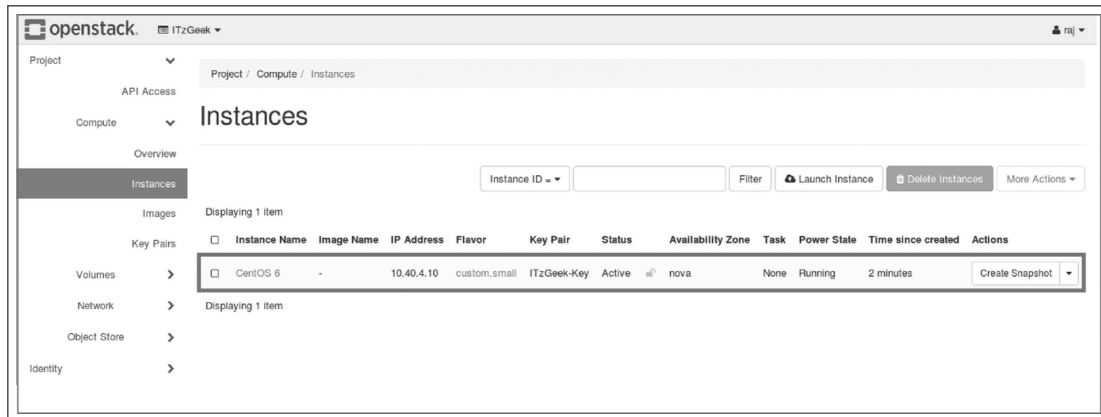 openstack. ITzGeek
raj
Project
API Access
Compute
Overview
Instances
Images
Key Pairs
Volumes
Network
Object Store
Identity
Project / Compute / Instances
Instances
Instance ID = Filter Launch Instance Delete Instances More Actions
Displaying 1 item
Instance Name Image Name IP Address Flavor Key Pair Status Availability Zone Task Power State Time since created Actions
CentOS 6 - 10.40.4.10 custom.small ITzGeek-Key Active nova None Running 2 minutes Create Snapshot
Displaying 1 item